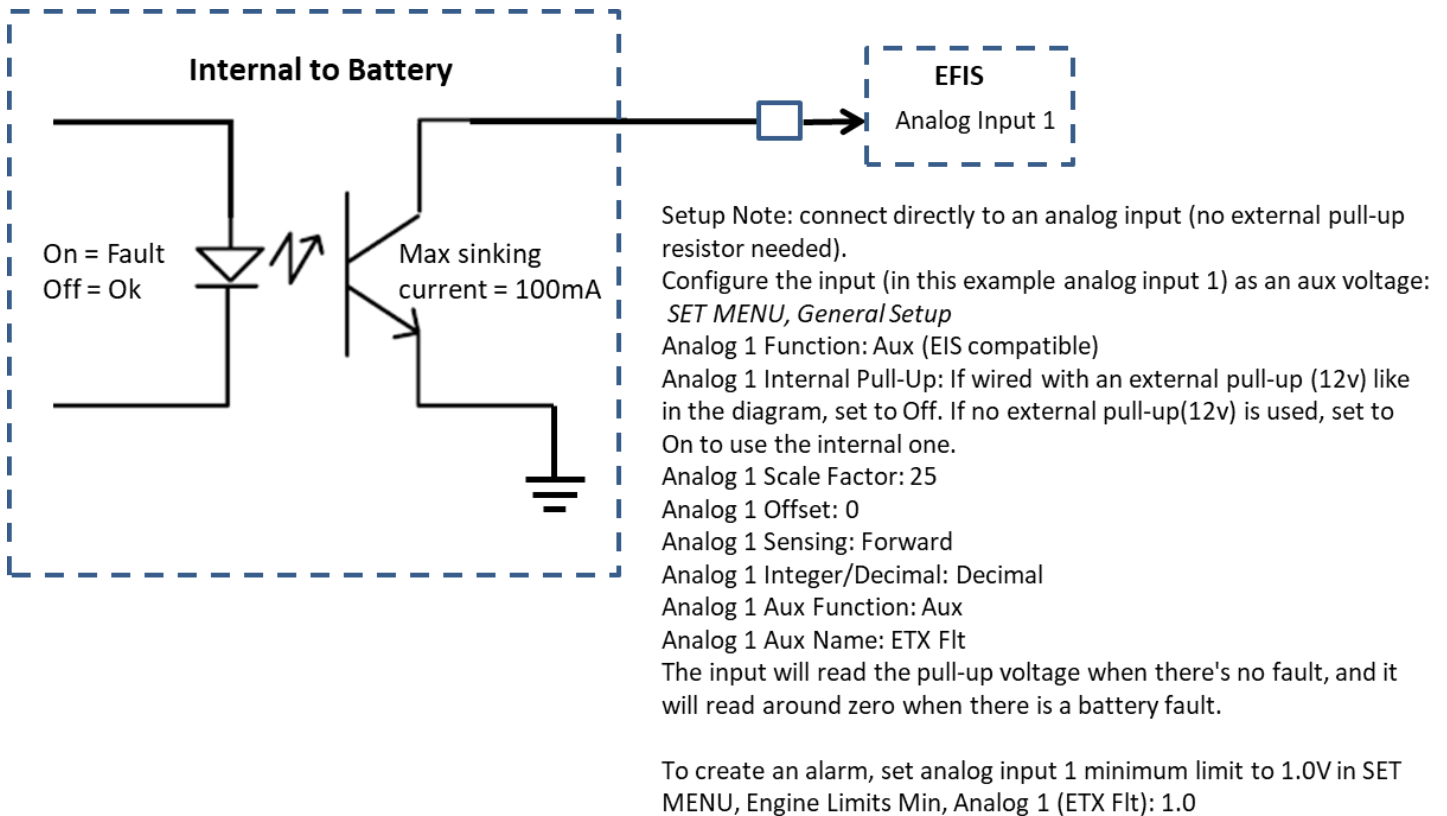 Internal to Battery
EFIS
Analog Input 1
On = Fault
Off = Ok
Max sinking
current = 100mA
Setup Note: connect directly to an analog input (no external pull-up
resistor needed).
Configure the input (in this example analog input 1) as an aux voltage:
SET MENU, General Setup
Analog 1 Function: Aux (EIS compatible)
Analog 1 Internal Pull-Up: If wired with an external pull-up (12v) like
in the diagram, set to Off. If no external pull-up(12v) is used, set to
On to use the internal one.
Analog 1 Scale Factor: 25
Analog 1 Offset: 0
Analog 1 Sensing: Forward
Analog 1 Integer/Decimal: Decimal
Analog 1 Aux Function: Aux
Analog 1 Aux Name: ETX Flt
The input will read the pull-up voltage when there's no fault, and it
will read around zero when there is a battery fault.
To create an alarm, set analog input 1 minimum limit to 1.0V in SET
MENU, Engine Limits Min, Analog 1 (ETX Flt): 1.0